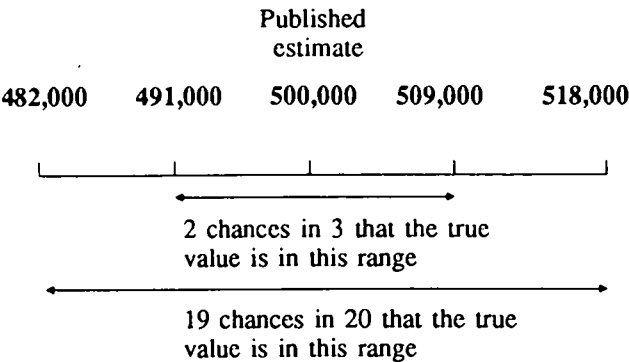 Published
estimate
482,000 491,000 500,000 509,000 518,000
2 chances in 3 that the true
value is in this range
19 chances in 20 that the true
value is in this range